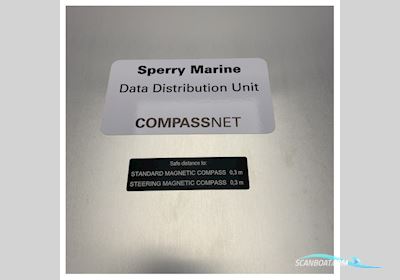 Sperry Marine
Data Distribution Unit
COMPASSNET
Safe distance to:
STANDARD MAGNETIC COMPASS 0,3 m
STEERING MAGNETIC COMPASS 0,3 m
SCANBOAT.COM